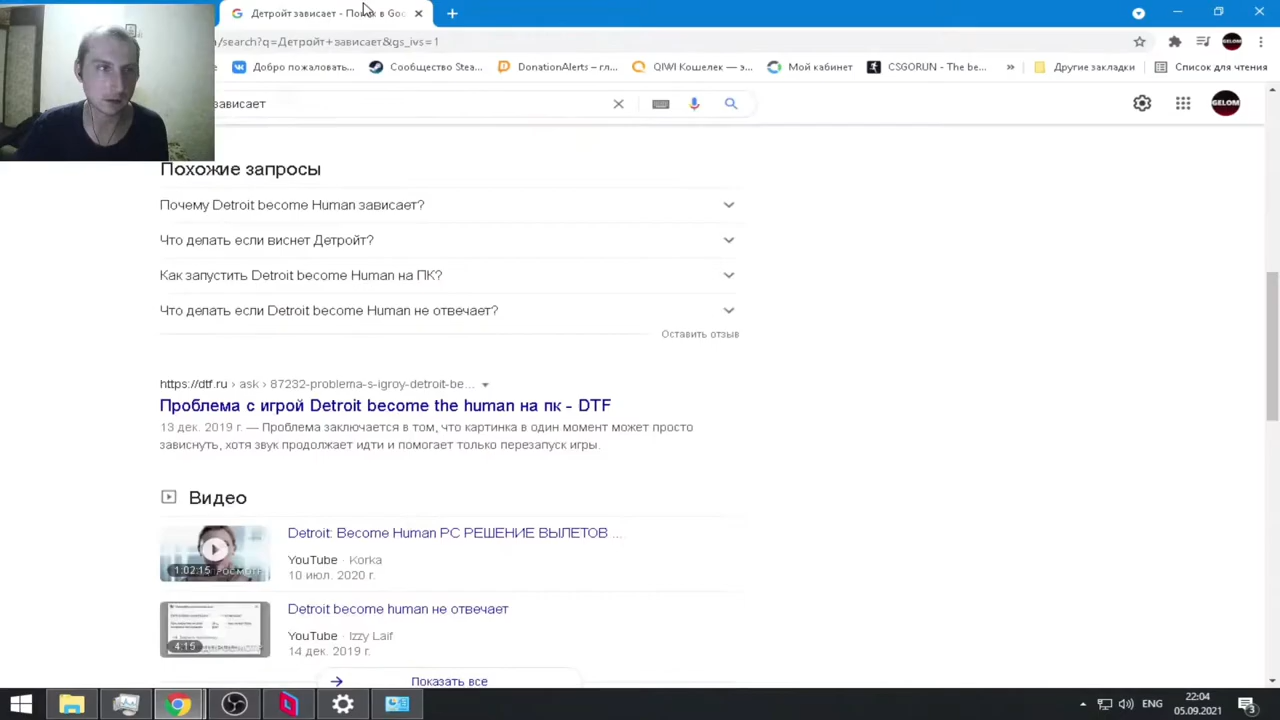 Детройт зависает - Поиск в Goo
/search?q=Детройт+зависает&gs_ivs=1
Добро пожаловать...
Сообщество Stea...
DonationAlerts — гл...
QIWI Кошелек — э...
Мой кабинет
CSGORUN - The be...
»
Другие закладки
Список для чтения
зависает
GELOM
Похожие запросы
Почему Detroit become Human зависает?
Что делать если виснет Детройт?
Как запустить Detroit become Human на ПК?
Что делать если Detroit become Human не отвечает?
Оставить отзыв
https://dtf.ru › ask › 87232-problema-s-igroy-detroit-be...
Проблема с игрой Detroit become the human на пк - DTF
13 дек. 2019 г. — Проблема заключается в том, что картинка в один момент может просто
зависнуть, хотя звук продолжает идти и помогает только перезапуск игры.
Видео
Detroit: Become Human PC РЕШЕНИЕ ВЫЛЕТОВ ...
1:02:15
YouTube · Korka
10 июл. 2020 г.
Detroit become human не отвечает
4:15
YouTube · Izzy Laif
14 дек. 2019 г.
Показать все
ENG
22:04
05.09.2021
3